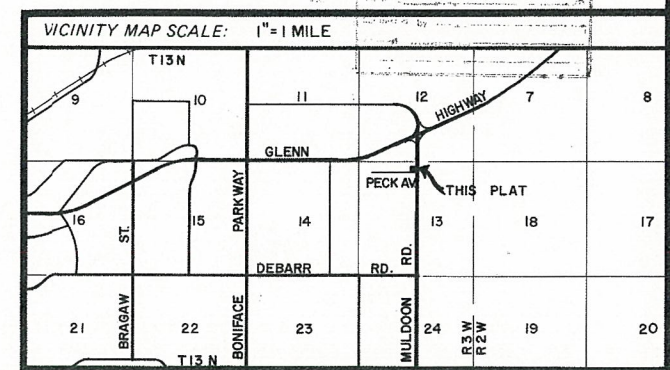 VICINITY MAP SCALE: 1"= 1 MILE
T13N
9 10 11 12 HIGHWAY 7 8
GLENN
PECK AV.
THIS PLAT
16 ST. 15 PARKWAY 14 RD. 13 18 17
DEBARR RD.
21 BRAGAW 22 BONIFACE 23 MULDOON 24 R3W R2W 19 20
T13N